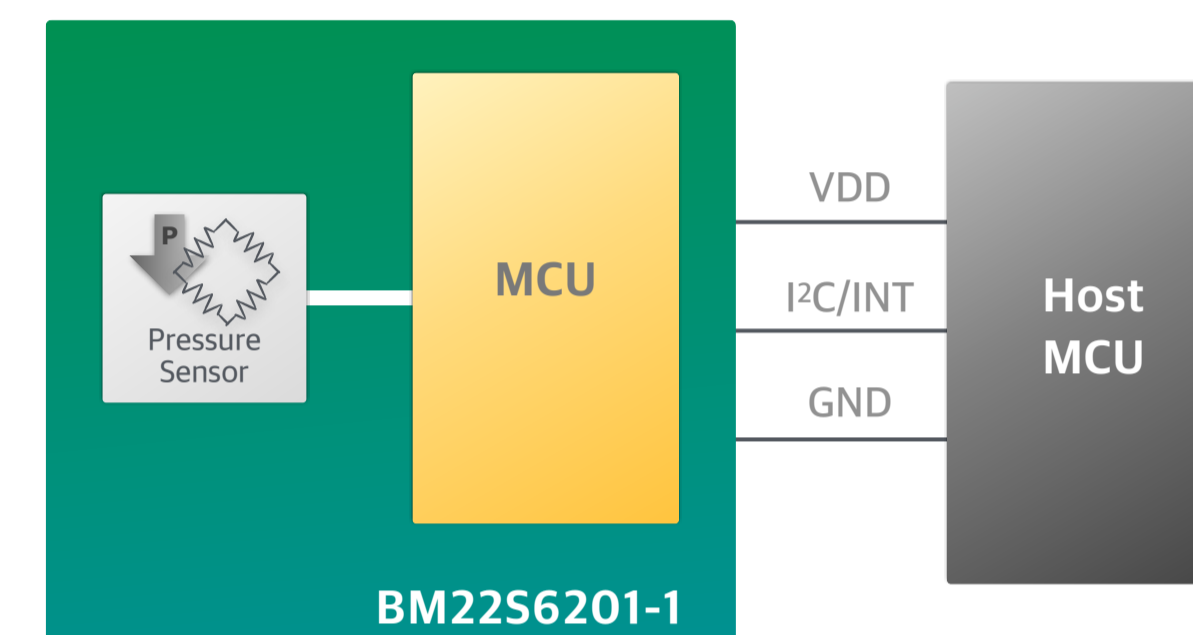 P
Pressure
Sensor
MCU
BM22S6201-1
VDD
I²C/INT
GND
Host
MCU